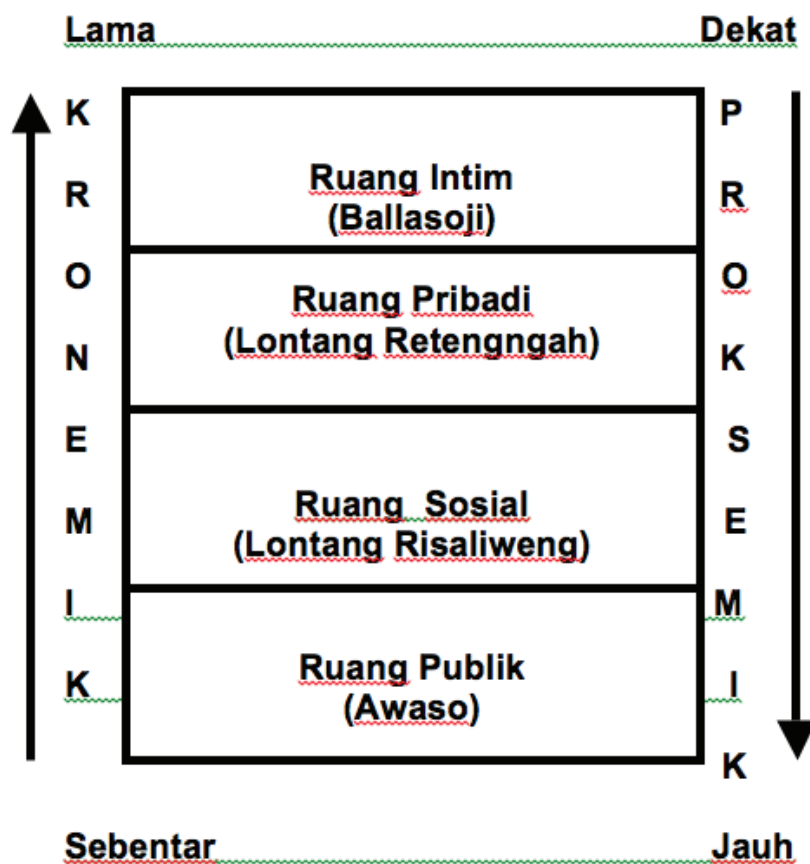 Lama Dekat
KRONEMIK
PROKSEMIK
Ruang Intim
(Ballasoji)
Ruang Pribadi
(Lontang Retengngah)
Ruang Sosial
(Lontang Risaliweng)
Ruang Publik
(Awaso)
Sebentar Jauh